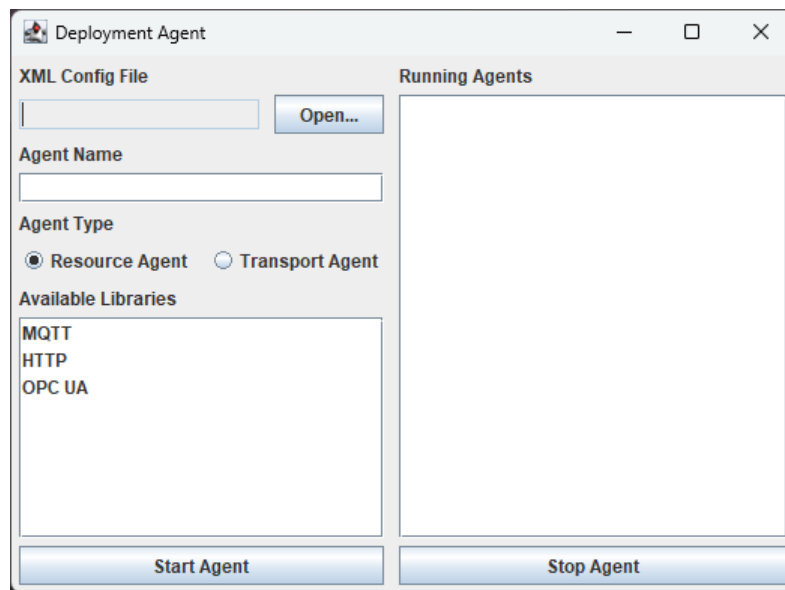 Deployment Agent
XML Config File
Open...
Agent Name
Agent Type
Resource Agent Transport Agent
Available Libraries
MQTT
HTTP
OPC UA
Start Agent
Running Agents
Stop Agent